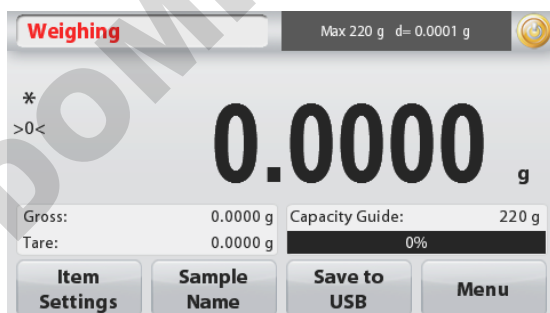 Weighing
Max 220 g d= 0.0001 g
*
>0<
0.0000 g
Gross: 0.0000 g
Tare: 0.0000 g
Capacity Guide: 220 g
0%
Item Settings
Sample Name
Save to USB
Menu